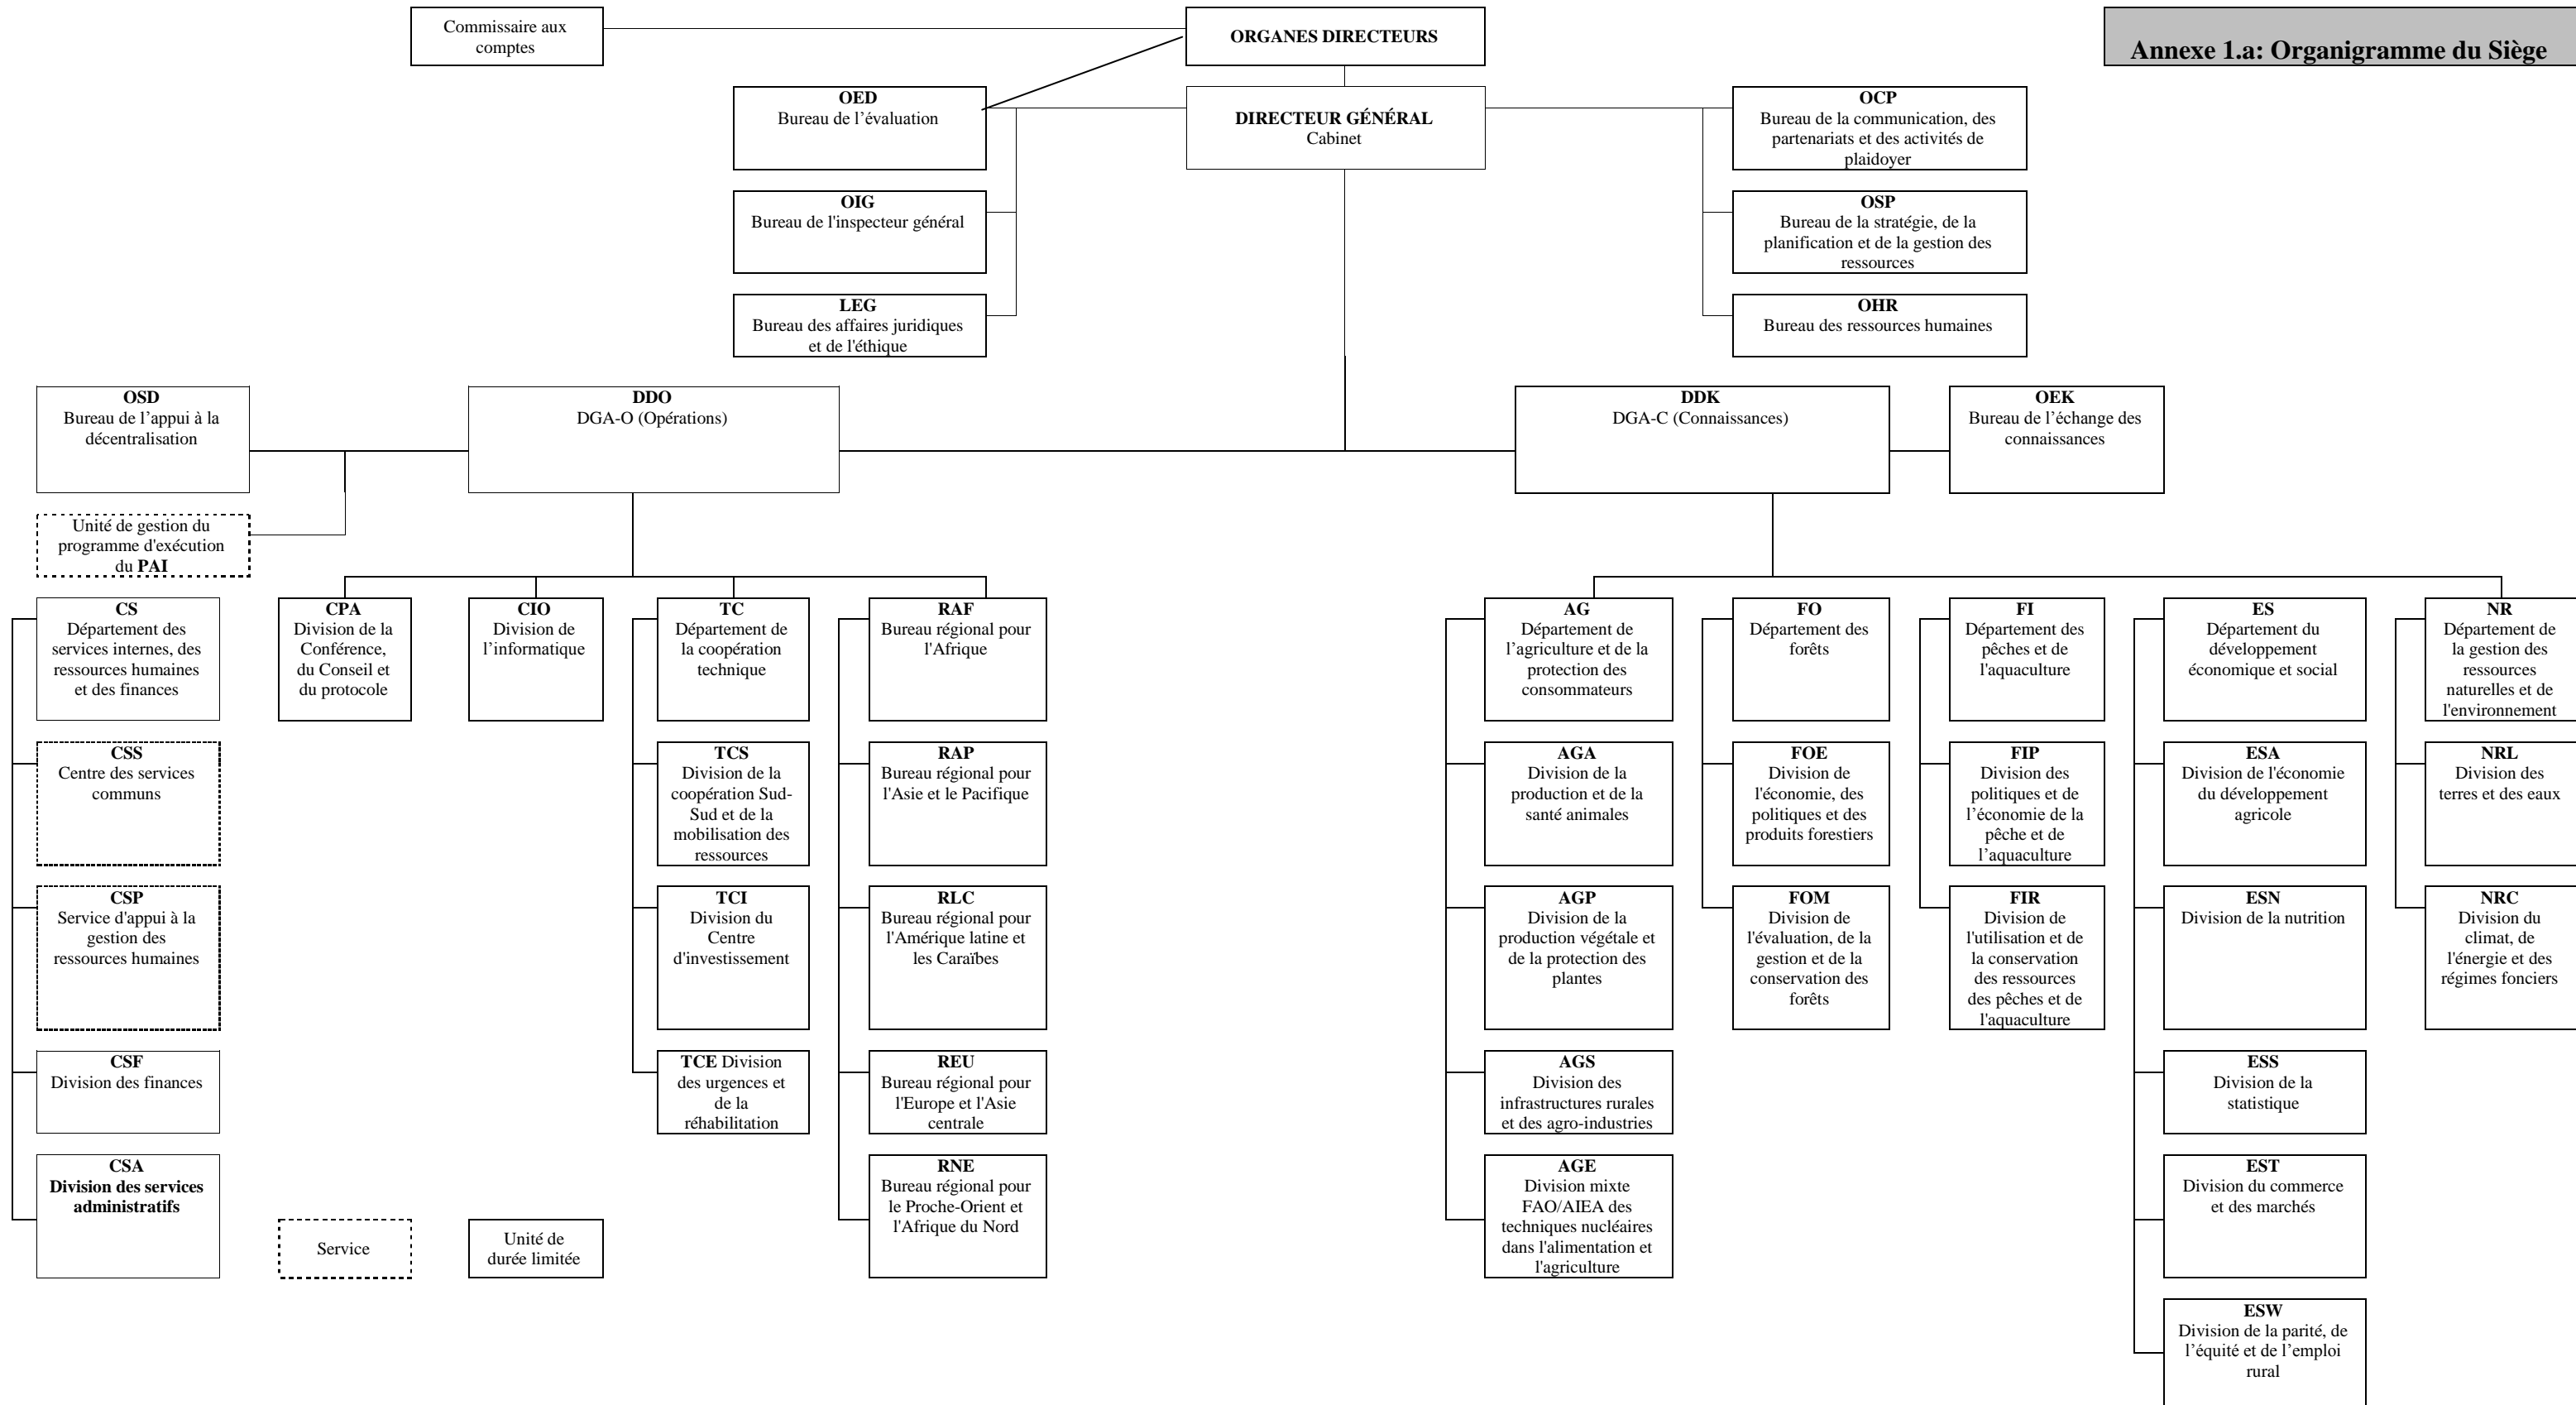 Commissaire aux
comptes
ORGANES DIRECTEURS
Annexe 1.a: Organigramme du Siège
OED
Bureau de l’évaluation
DIRECTEUR GÉNÉRAL
Cabinet
OCP
Bureau de la communication, des
partenariats et des activités de
plaidoyer
OIG
Bureau de l'inspecteur général
OSP
Bureau de la stratégie, de la
planification et de la gestion des
ressources
LEG
Bureau des affaires juridiques
et de l'éthique
OHR
Bureau des ressources humaines
OSD
Bureau de l’appui à la
décentralisation
DDO
DGA-O (Opérations)
DDK
DGA-C (Connaissances)
OEK
Bureau de l’échange des
connaissances
Unité de gestion du
programme d'exécution
du PAI
CS
Département des
services internes, des
ressources humaines
et des finances
CPA
Division de la
Conférence,
du Conseil et
du protocole
CIO
Division de
l’informatique
TC
Département de
la coopération
technique
RAF
Bureau régional pour
l'Afrique
AG
Département de
l’agriculture et de la
protection des
consommateurs
FO
Département des
forêts
FI
Département des
pêches et de
l'aquaculture
ES
Département du
développement
économique et social
NR
Département de
la gestion des
ressources
naturelles et de
l'environnement
CSS
Centre des services
communs
TCS
Division de la
coopération Sud-
Sud et de la
mobilisation des
ressources
RAP
Bureau régional pour
l'Asie et le Pacifique
AGA
Division de la
production et de la
santé animales
FOE
Division de
l'économie, des
politiques et des
produits forestiers
FIP
Division des
politiques et de
l’économie de la
pêche et de
l’aquaculture
ESA
Division de l'économie
du développement
agricole
NRL
Division des
terres et des eaux
CSP
Service d'appui à la
gestion des
ressources humaines
TCI
Division du
Centre
d'investissement
RLC
Bureau régional pour
l'Amérique latine et
les Caraïbes
AGP
Division de la
production végétale et
de la protection des
plantes
FOM
Division de
l'évaluation, de la
gestion et de la
conservation des
forêts
FIR
Division de
l'utilisation et de
la conservation
des ressources
des pêches et de
l'aquaculture
ESN
Division de la nutrition
NRC
Division du
climat, de
l'énergie et des
régimes fonciers
CSF
Division des finances
TCE Division
des urgences et
de la
réhabilitation
REU
Bureau régional pour
l'Europe et l'Asie
centrale
AGS
Division des
infrastructures rurales
et des agro-industries
ESS
Division de la
statistique
CSA
Division des services
administratifs
Service
Unité de
durée limitée
RNE
Bureau régional pour
le Proche-Orient et
l'Afrique du Nord
AGE
Division mixte
FAO/AIEA des
techniques nucléaires
dans l'alimentation et
l'agriculture
EST
Division du commerce
et des marchés
ESW
Division de la parité, de
l’équité et de l’emploi
rural